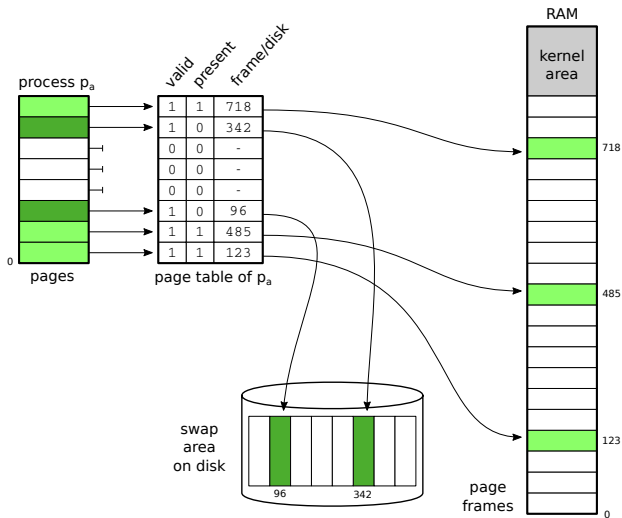 RAM
kernel
area
valid
present
frame/disk
process pa
1 1 718
1 0 342
0 0 -
0 0 -
0 0 -
1 0 96
1 1 485
1 1 123
0
pages
page table of pa
718
485
123
0
swap
area
on disk
96
342
page
frames